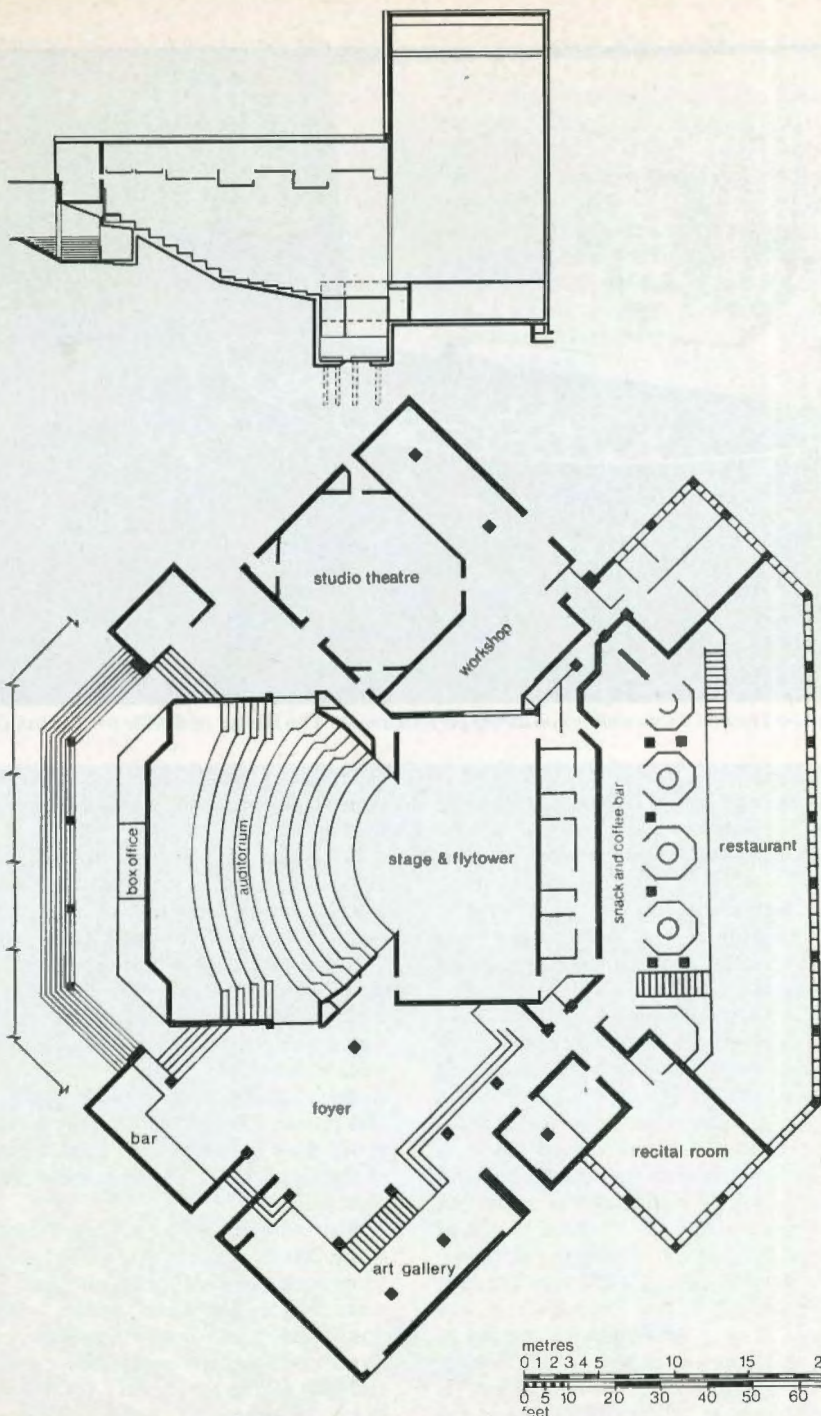 studio theatre
workshop
box office
auditorium
stage & flytower
snack and coffee bar
restaurant
foyer
bar
recital room
art gallery
metres
0 1 2 3 4 5 10 15 2
0 5 10 20 30 40 50 60
feet